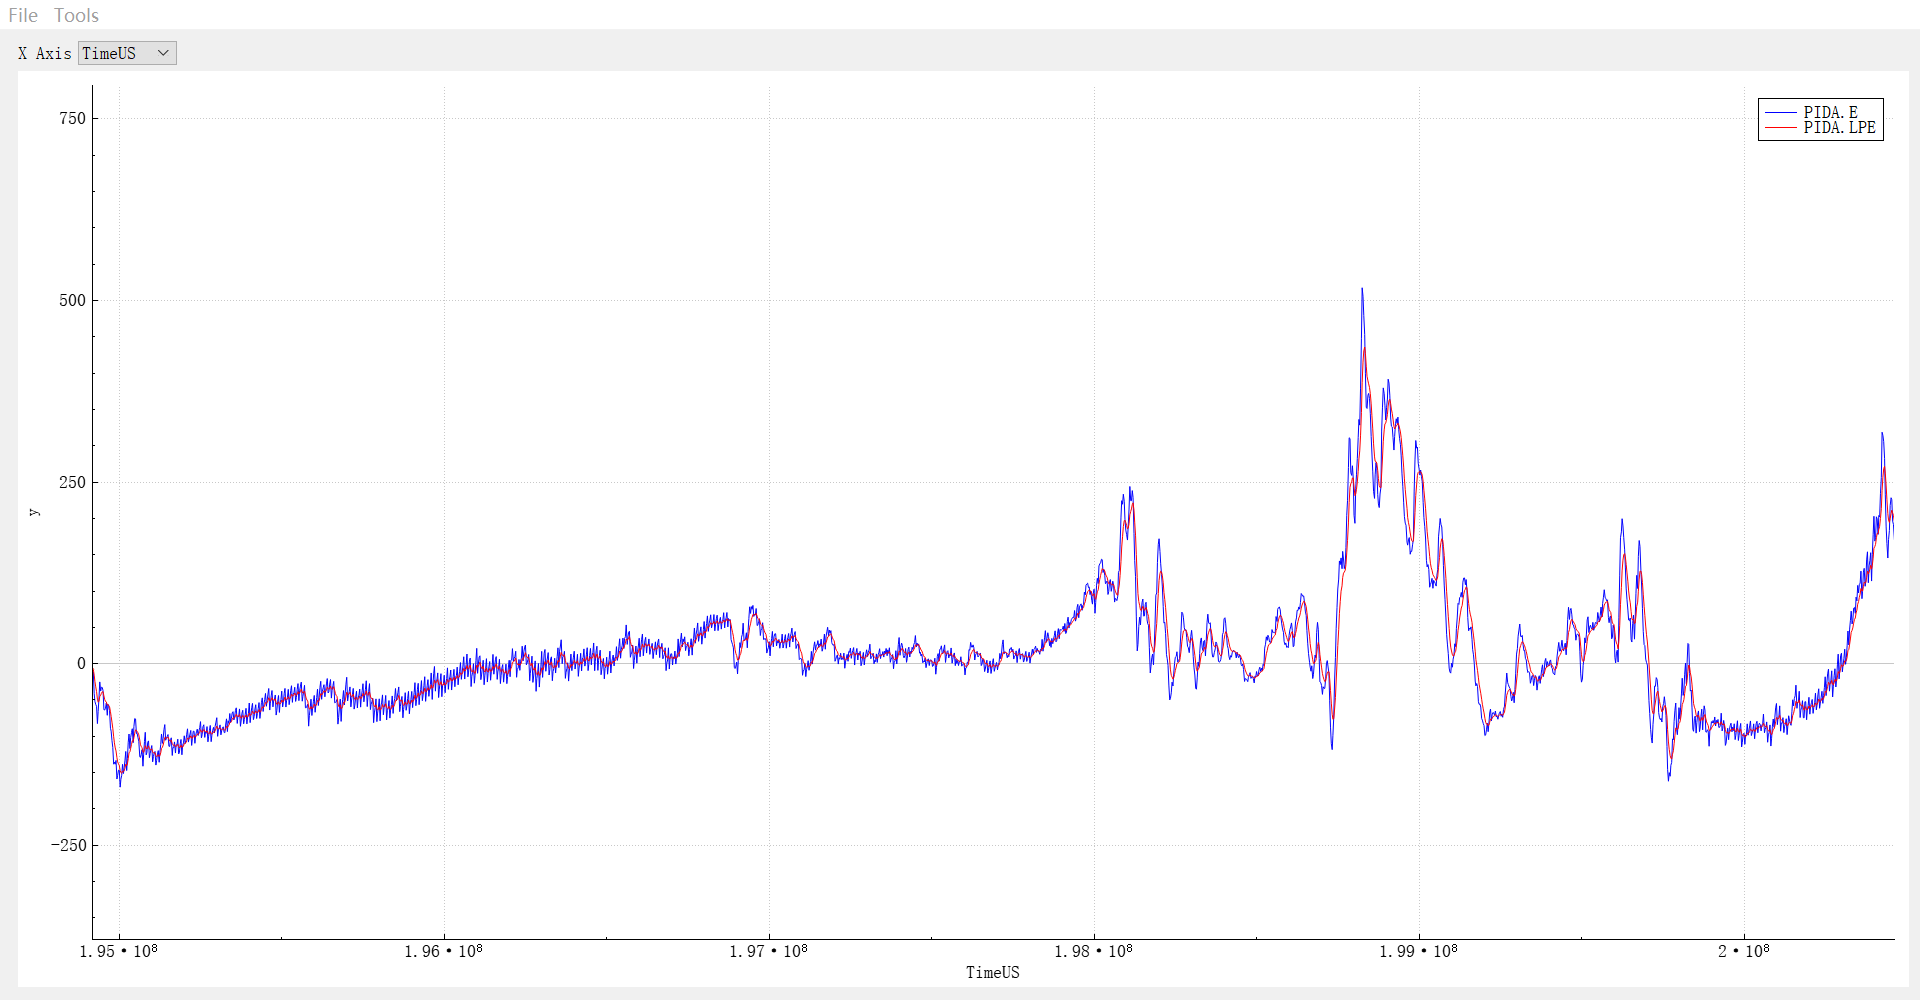 File Tools
X Axis TimeUS
PIDA.E
PIDA.LPE
750
500
250
y
0
-250
1.95·10⁸ 1.96·10⁸ 1.97·10⁸ 1.98·10⁸ 1.99·10⁸ 2·10⁸
TimeUS